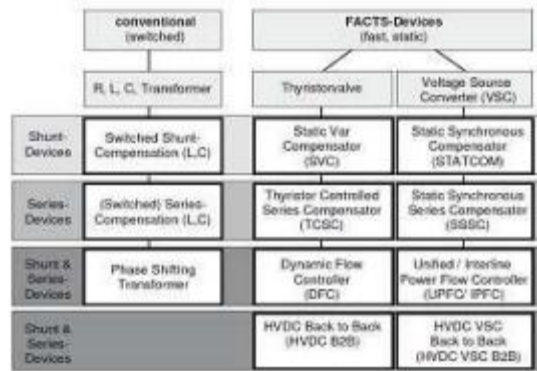 conventional
(switched)
FACTS-Devices
(fast, static)
R, L, C, Transformer
Thyristorvalve
Voltage Source
Converter (VSC)
Shunt-
Devices
Switched Shunt-
Compensation (L,C)
Static Var
Compensator
(SVC)
Static Synchronous
Compensator
(STATCOM)
Series-
Devices
(Switched) Series-
Compensation (L,C)
Thyristor Controlled
Series Compensator
(TCSC)
Static Synchronous
Series Compensator
(SSSC)
Shunt &
Series-
Devices
Phase Shifting
Transformer
Dynamic Flow
Controller
(DFC)
Unified / Interline
Power Flow Controller
(UPFC/ IPFC)
Shunt &
Series-
Devices
HVDC Back to Back
(HVDC B2B)
HVDC VSC
Back to Back
(HVDC VSC B2B)